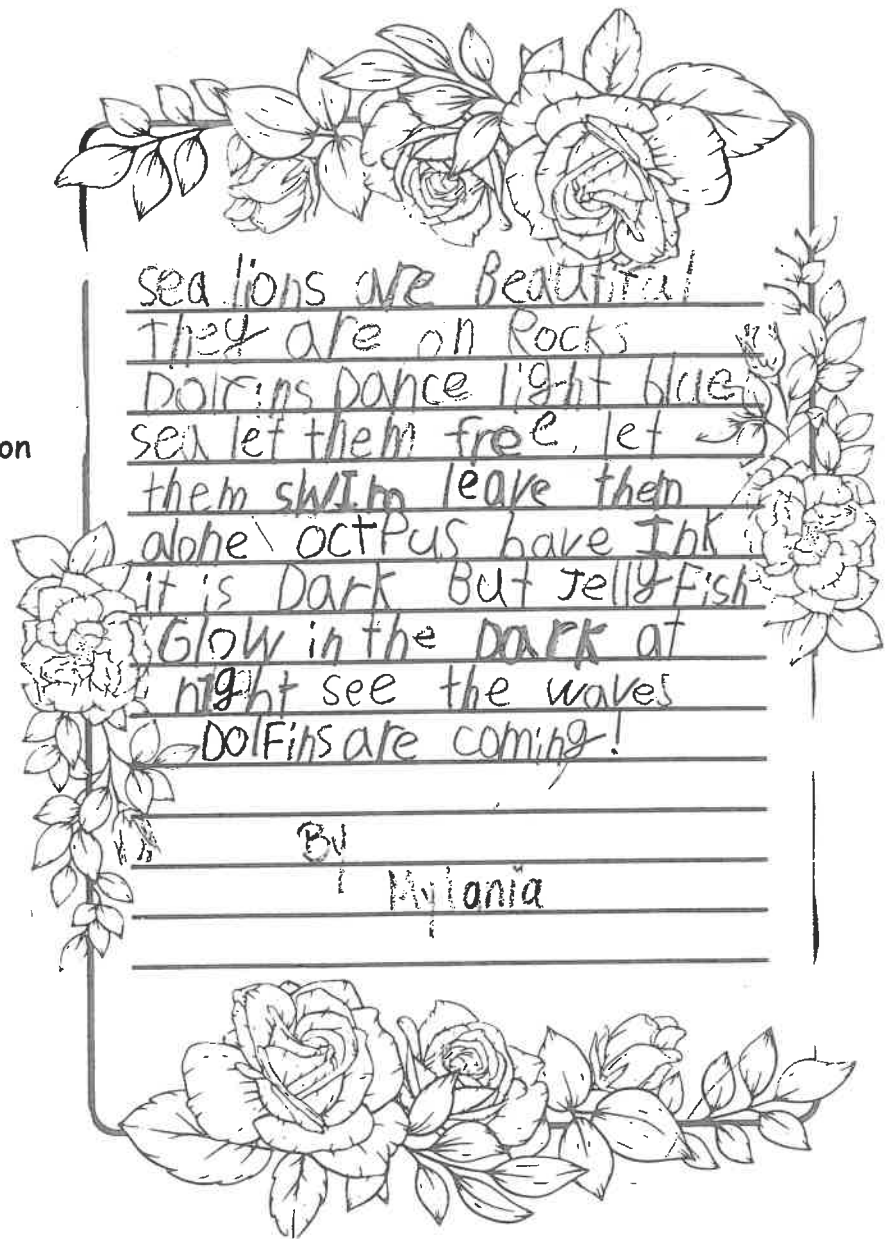 sea lions are Beautiful
They are on Rocks
Dolfins Dance light blue
sea let them free. let
on
them swIm leave them
alone octPus have Ink
it is Dark But JellyFish
Glow in the Dark at
night see the waves
DolFins are coming!
By
Mylania